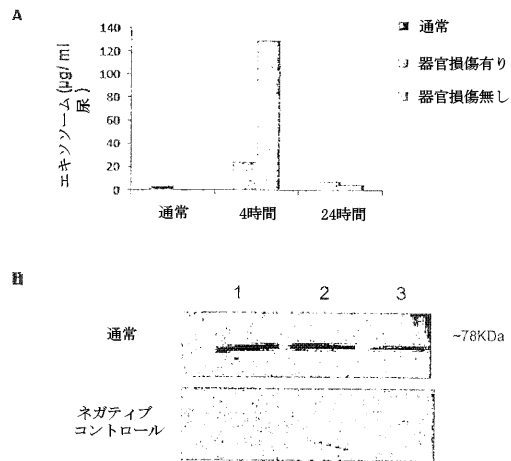 A
エキソソーム (µg/ ml
尿 )
140
120
100
80
60
40
20
0
通常
4時間
24時間
通常
器官損傷有り
器官損傷無し
B
1 2 3
通常
~78KDa
ネガティブ
コントロール